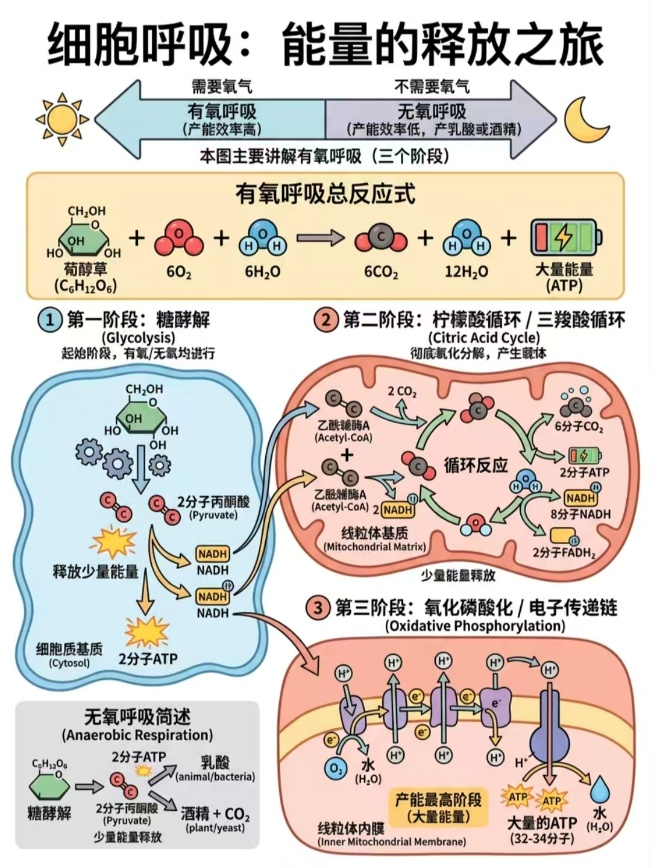 细胞呼吸：能量的释放之旅
需要氧气
不需要氧气
有氧呼吸
(产能效率高)
无氧呼吸
(产能效率低，产乳酸或酒精)
本图主要讲解有氧呼吸（三个阶段）
有氧呼吸总反应式
CH₂OH
O
OH
HO
OH
+
O
+
O
H
H
C
+
O
H
H
+
葡醇草
(C₆H₁₂O₆)
6O₂
6H₂O
6CO₂
12H₂O
大量能量
(ATP)
1 第一阶段：糖酵解
(Glycolysis)
起始阶段，有氧/无氧均进行
CH₂OH
O
OH
HO
OH
OH
C
C
C
C
2分子丙酮酸
(Pyruvate)
释放少量能量
NADH
NADH
NADH
H
NADH
2分子ATP
细胞质基质
(Cytosol)
2 第二阶段：柠檬酸循环 / 三羧酸循环
(Citric Acid Cycle)
彻底氧化分解，产生载体
C
C
2 CO₂
(Acetyl-CoA)
+
C
C
(Acetyl-CoA)
2
NADH
H
C
C
循环反应
C
C
O
H
H
O
H
H
6分子CO₂
2分子ATP
NADH
H
8分子NADH
2分子FADH₂
线粒体基质
(Mitochondrial Matrix)
少量能量释放
3 第三阶段：氧化磷酸化 / 电子传递链
(Oxidative Phosphorylation)
H⁺
H⁺
H⁺
H⁺
H⁺
e⁻
e⁻
e⁻
e⁻
O₂
水
(H₂O)
H⁺
H⁺
H⁺
H⁺
产能最高阶段
(大量能量)
ATP
ATP
大量的ATP
(32-34分子)
水
(H₂O)
线粒体内膜
(Inner Mitochondrial Membrane)
无氧呼吸简述
(Anaerobic Respiration)
C₆H₁₂O₆
糖酵解
2分子ATP
C
C
2分子丙酮酸
(Pyruvate)
少量能量释放
乳酸
(animal/bacteria)
酒精 + CO₂
(plant/yeast)